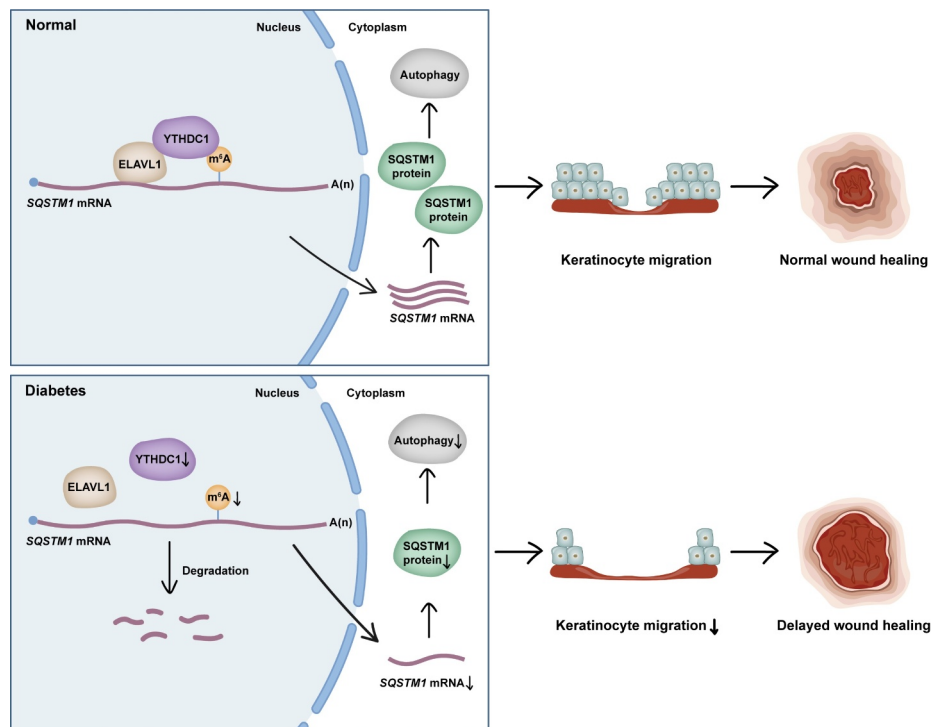 Normal
Nucleus
Cytoplasm
Autophagy
YTHDC1
ELAVL1
m⁶A
SQSTM1
protein
SQSTM1
protein
A(n)
SQSTM1 mRNA
SQSTM1 mRNA
Keratinocyte migration
Normal wound healing
Diabetes
Nucleus
Cytoplasm
Autophagy↓
YTHDC1↓
ELAVL1
m⁶A ↓
A(n)
SQSTM1 mRNA
SQSTM1
protein↓
Degradation
SQSTM1 mRNA↓
Keratinocyte migration↓
Delayed wound healing